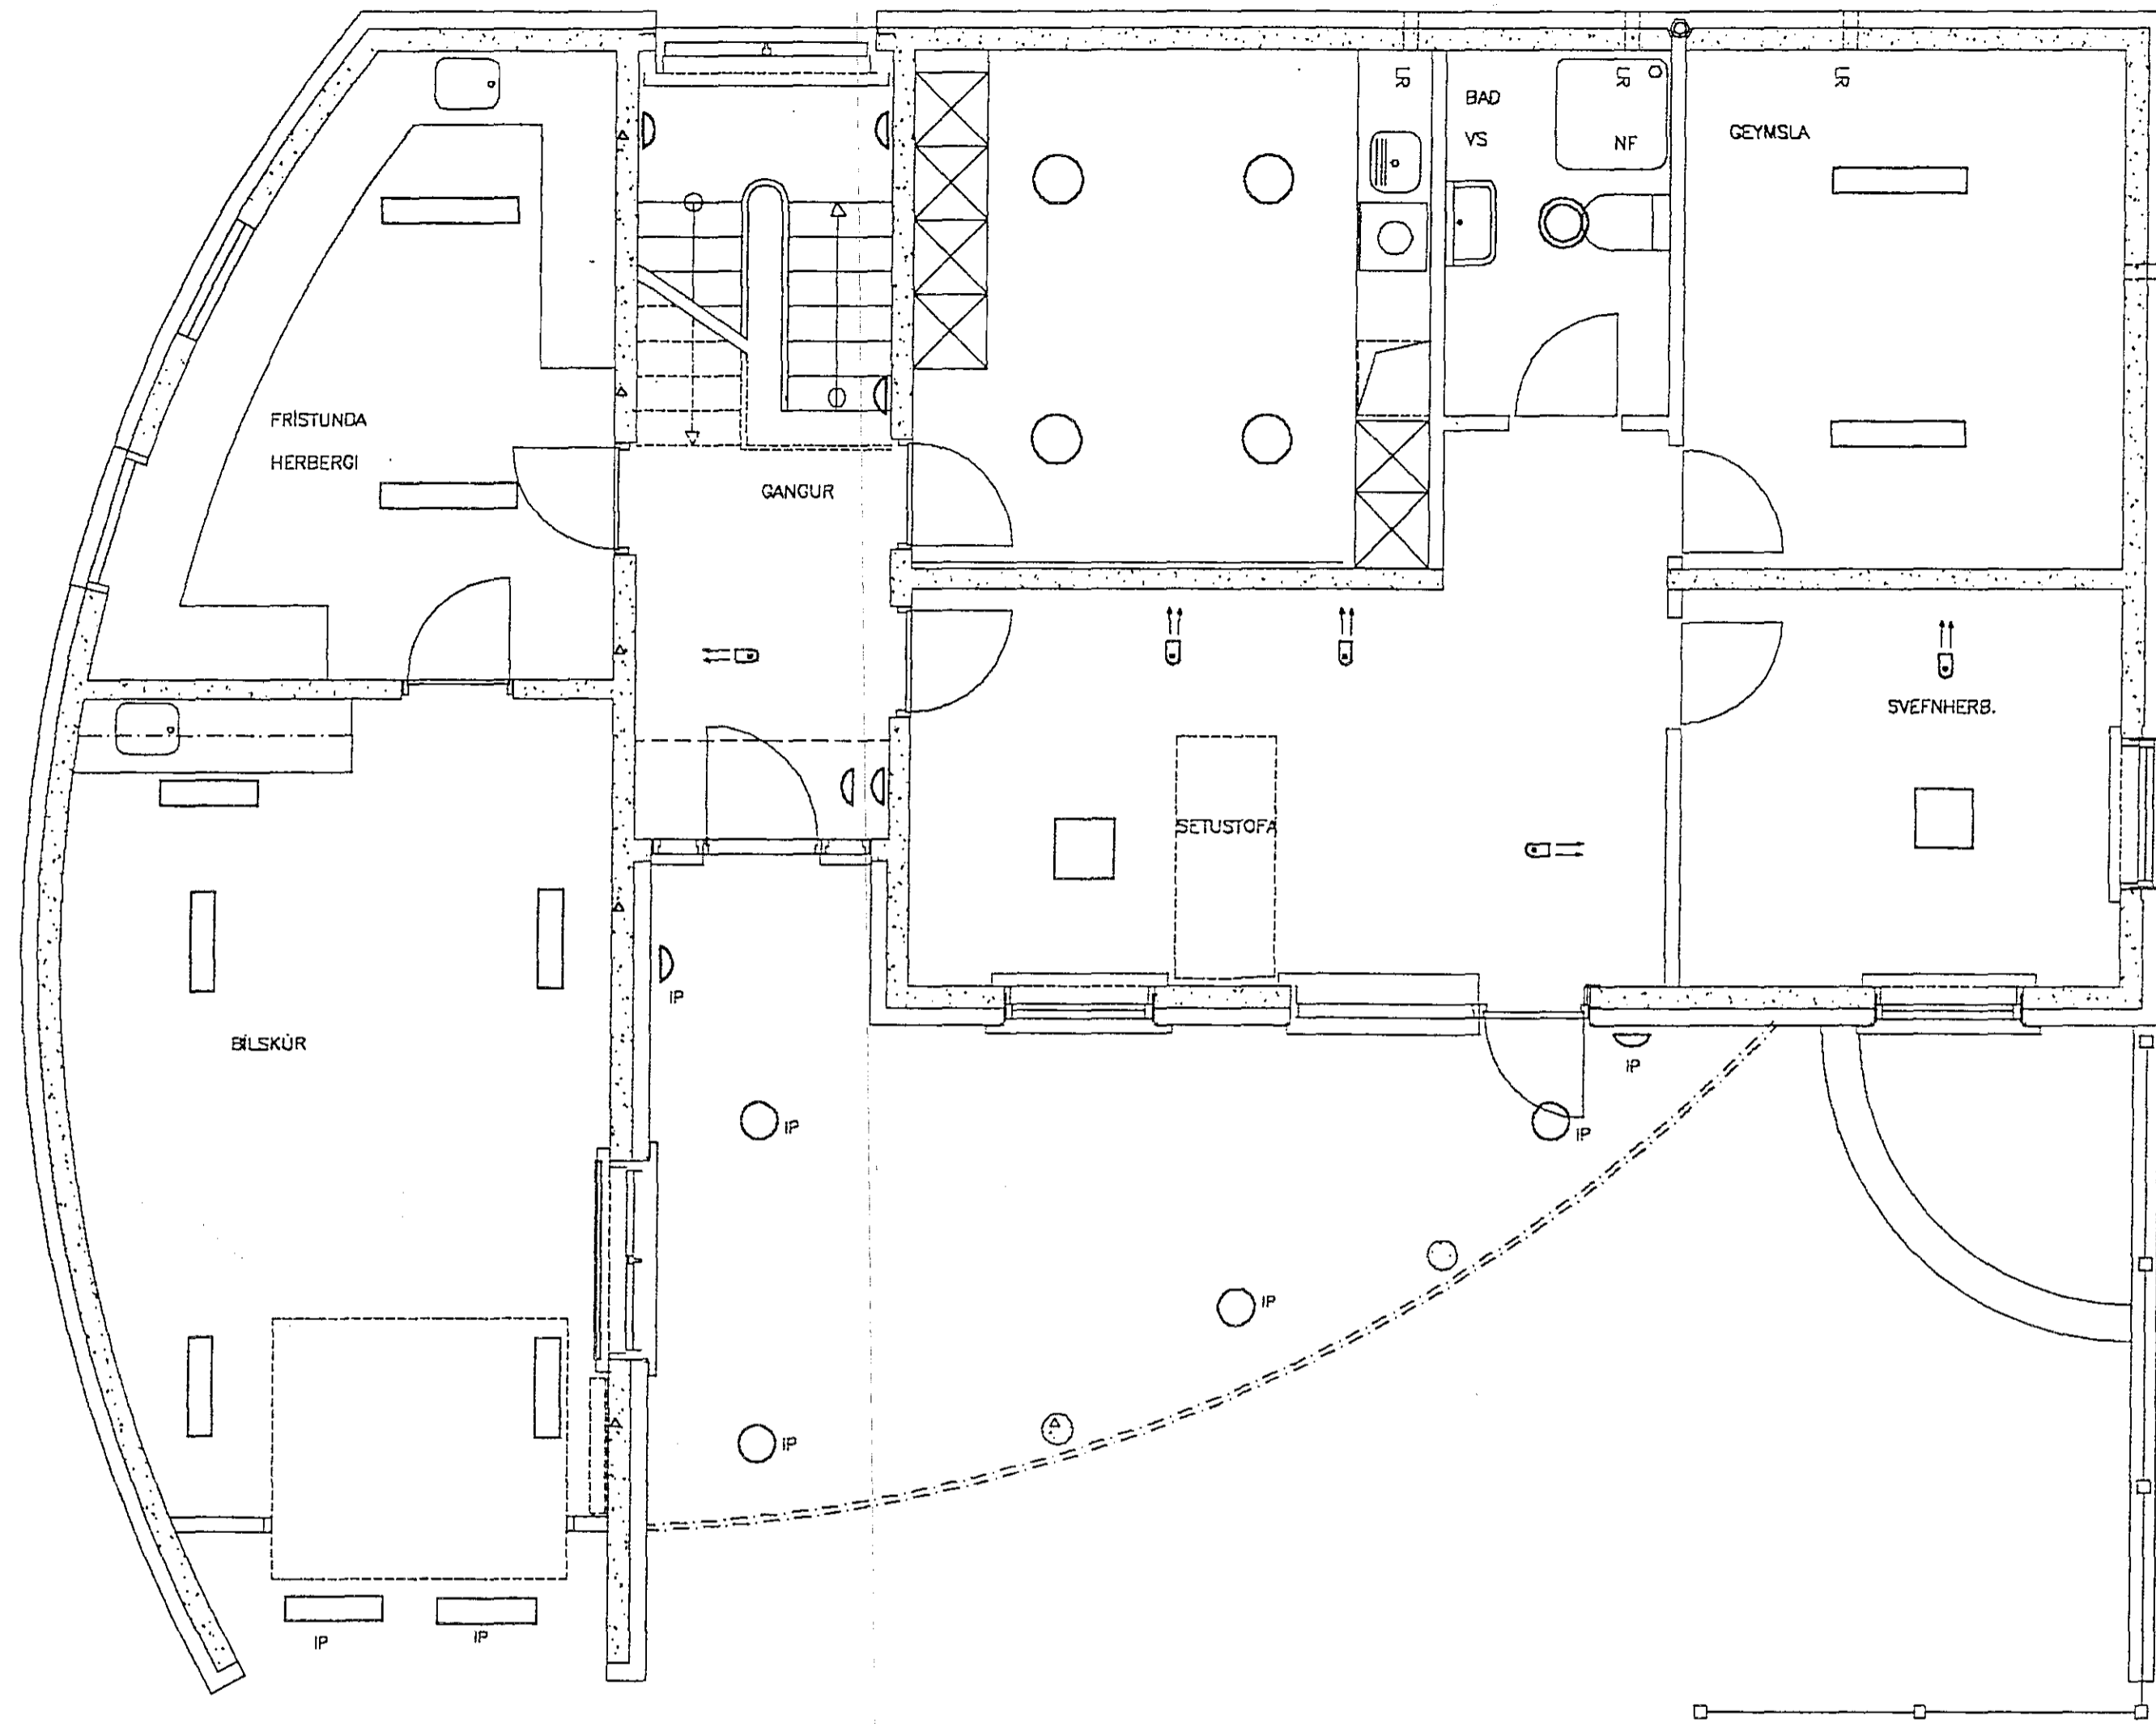 LR
LR
LR
BAD
VS
NF
GEYMSLA
FRÍSTUNDA
HERBERGI
GANGUR
SVEFNHERB.
SETUSTOFA
IP
BÍLSKÚR
IP
IP
IP
IP
IP
IP
IP